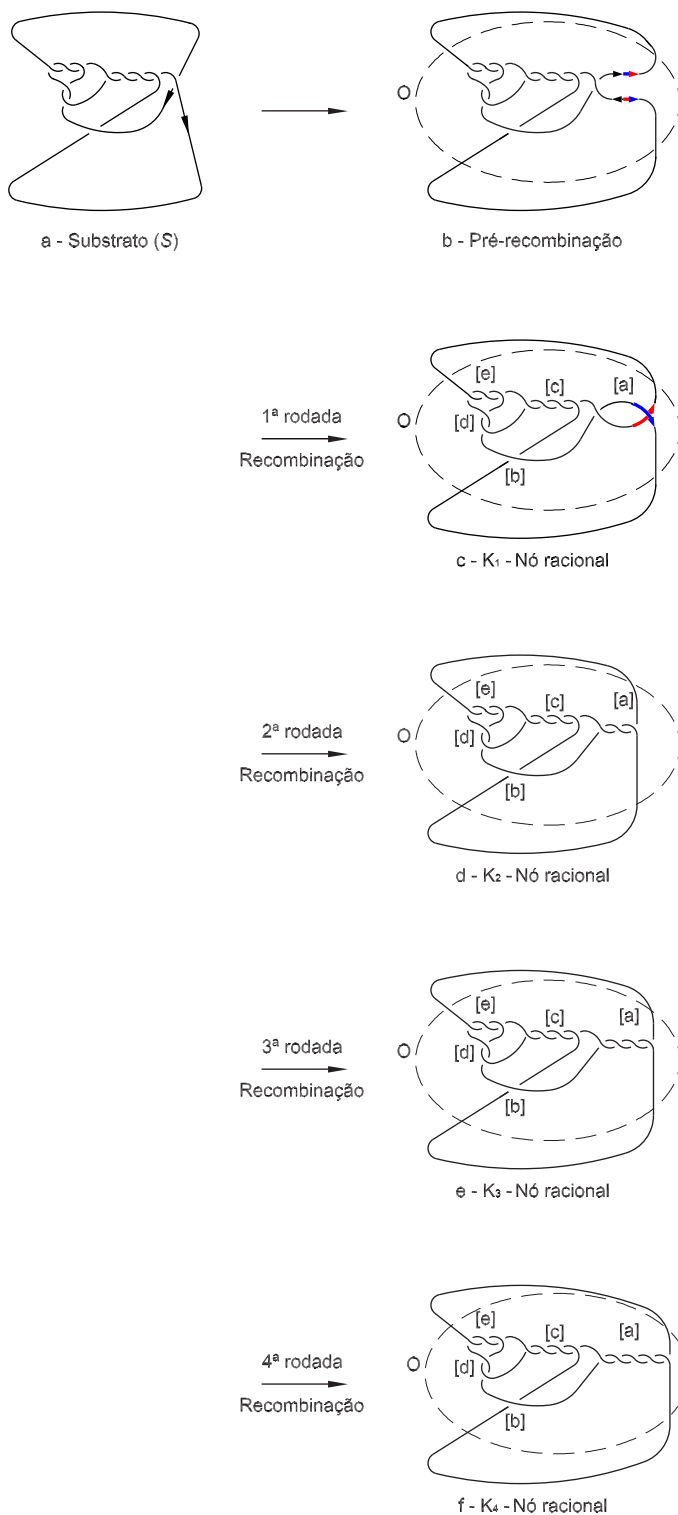 O
a - Substrato (S)
b - Pré-recombinação
[e]
[c]
[a]
O
[d]
1ª rodada
Recombinação
[b]
c - K₁ - Nó racional
[e]
[c]
[a]
2ª rodada
O
[d]
Recombinação
[b]
d - K₂ - Nó racional
[e]
[c]
[a]
3ª rodada
O
[d]
Recombinação
[b]
e - K₃ - Nó racional
[e]
[c]
[a]
4ª rodada
O
[d]
Recombinação
[b]
f - K₄ - Nó racional